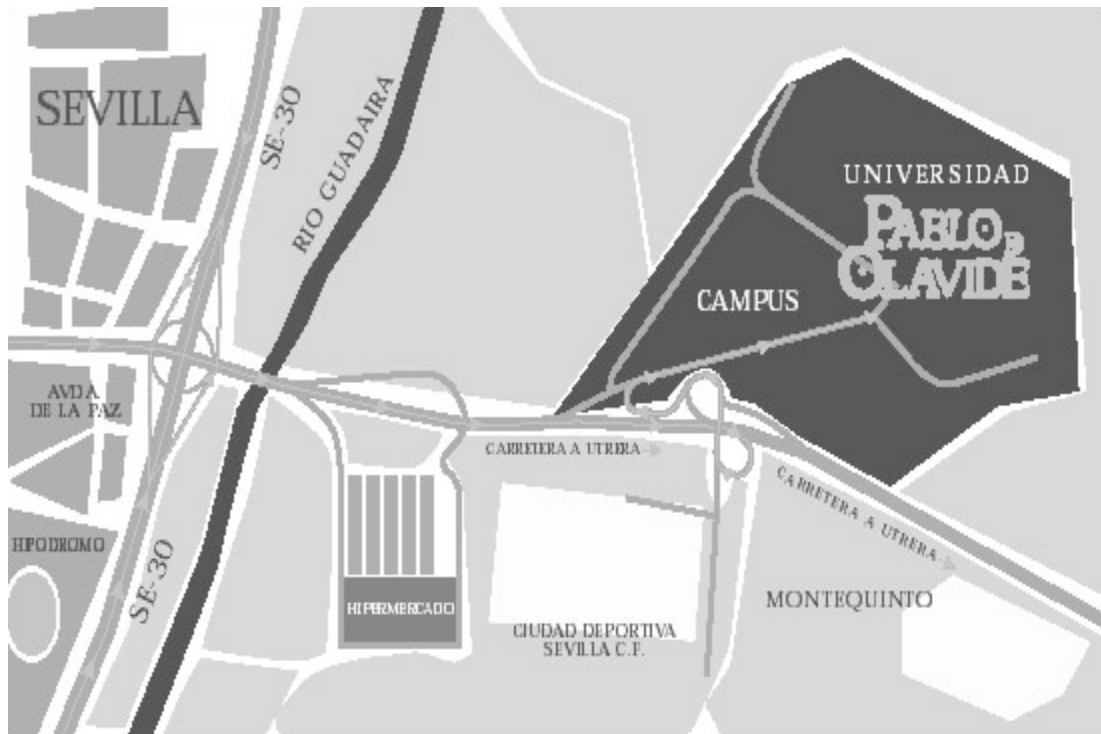 SEVILLA
SE-30
RIO GUADAIRA
UNIVERSIDAD
PABLO DE
OLAVIDE
CAMPUS
AVDA.
DE LA PAZ
CARRETERA A UTRERA
CARRETERA A UTRERA
HIPODROMO
SE-30
HIPERMERCADO
MONTEQUINTO
CIUDAD DEPORTIVA
SEVILLA C.F.